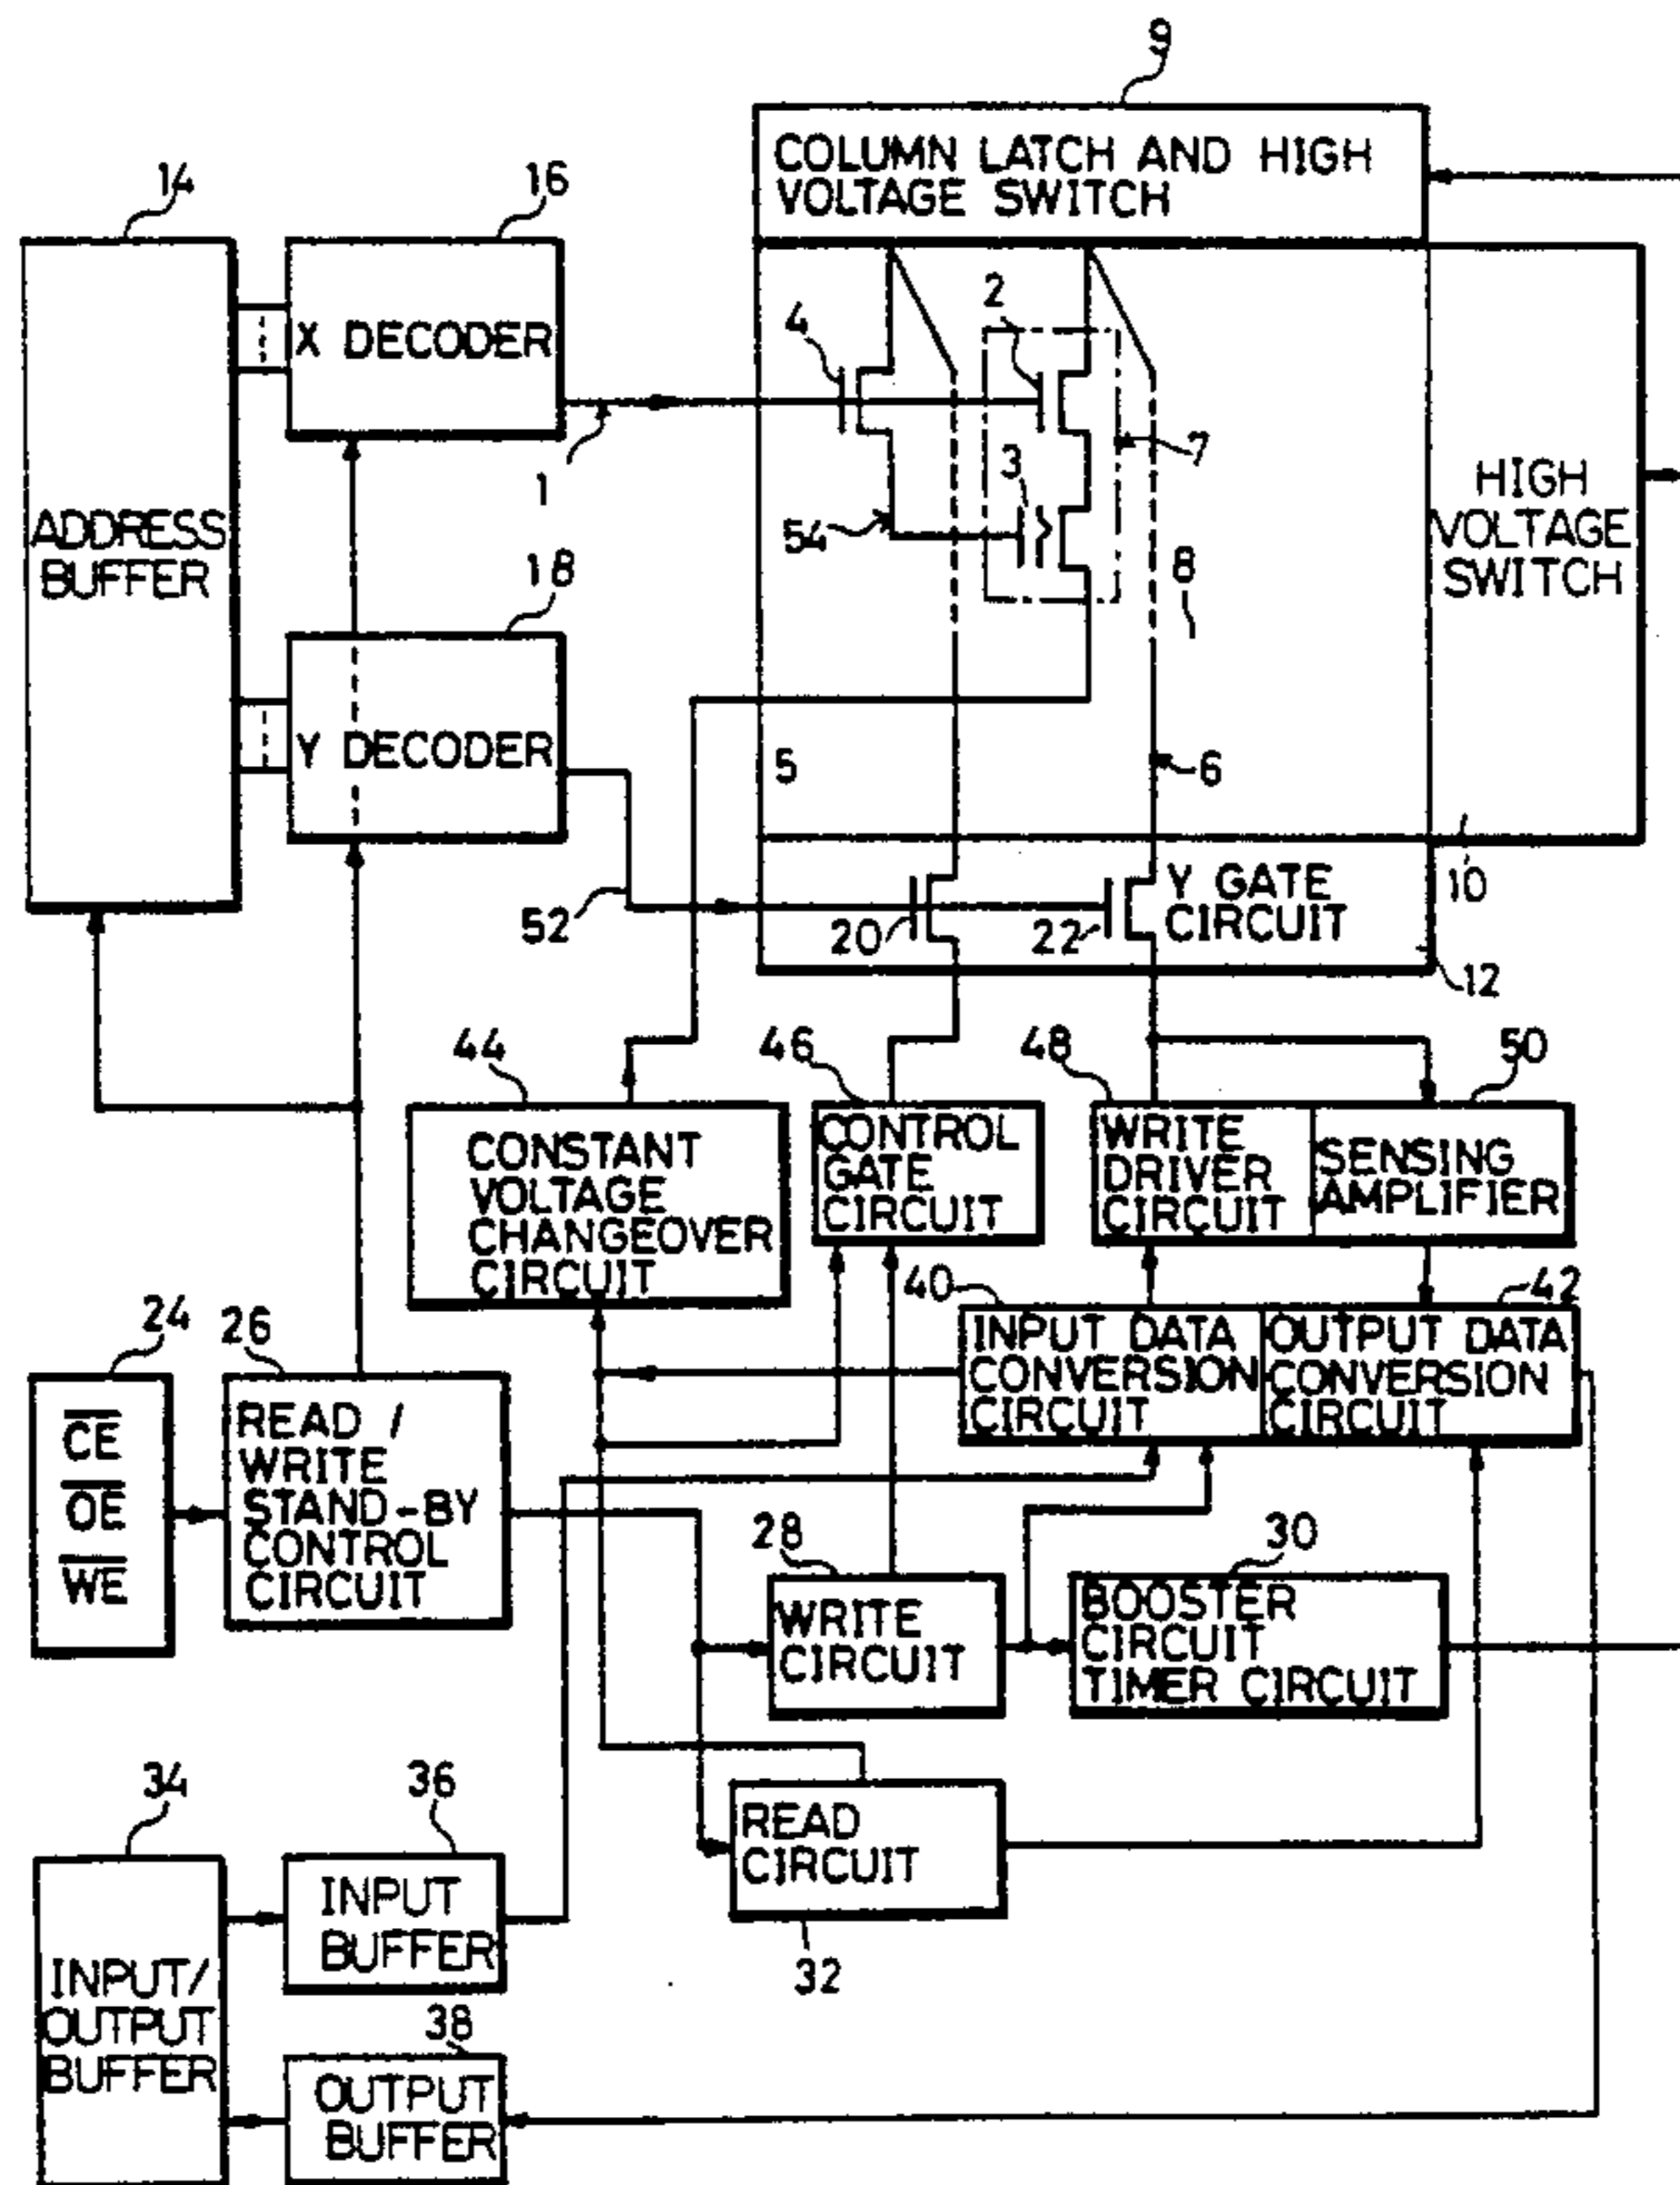 9
COLUMN LATCH AND HIGH
VOLTAGE SWITCH
14
16
ADDRESS
BUFFER
X DECODER
1
4
2
3
7
54
8
HIGH
VOLTAGE
SWITCH
18
Y DECODER
5
6
52
20
22
Y GATE
CIRCUIT
10
12
44
CONSTANT
VOLTAGE
CHANGEOVER
CIRCUIT
46
CONTROL
GATE
CIRCUIT
48
WRITE
DRIVER
CIRCUIT
50
SENSING
AMPLIFIER
40
INPUT DATA
CONVERSION
CIRCUIT
42
OUTPUT DATA
CONVERSION
CIRCUIT
24
C̅E̅
O̅E̅
W̅E̅
26
READ /
WRITE
STAND-BY
CONTROL
CIRCUIT
28
WRITE
CIRCUIT
30
BOOSTER
CIRCUIT
TIMER CIRCUIT
READ
CIRCUIT
32
34
INPUT/
OUTPUT
BUFFER
36
INPUT
BUFFER
38
OUTPUT
BUFFER